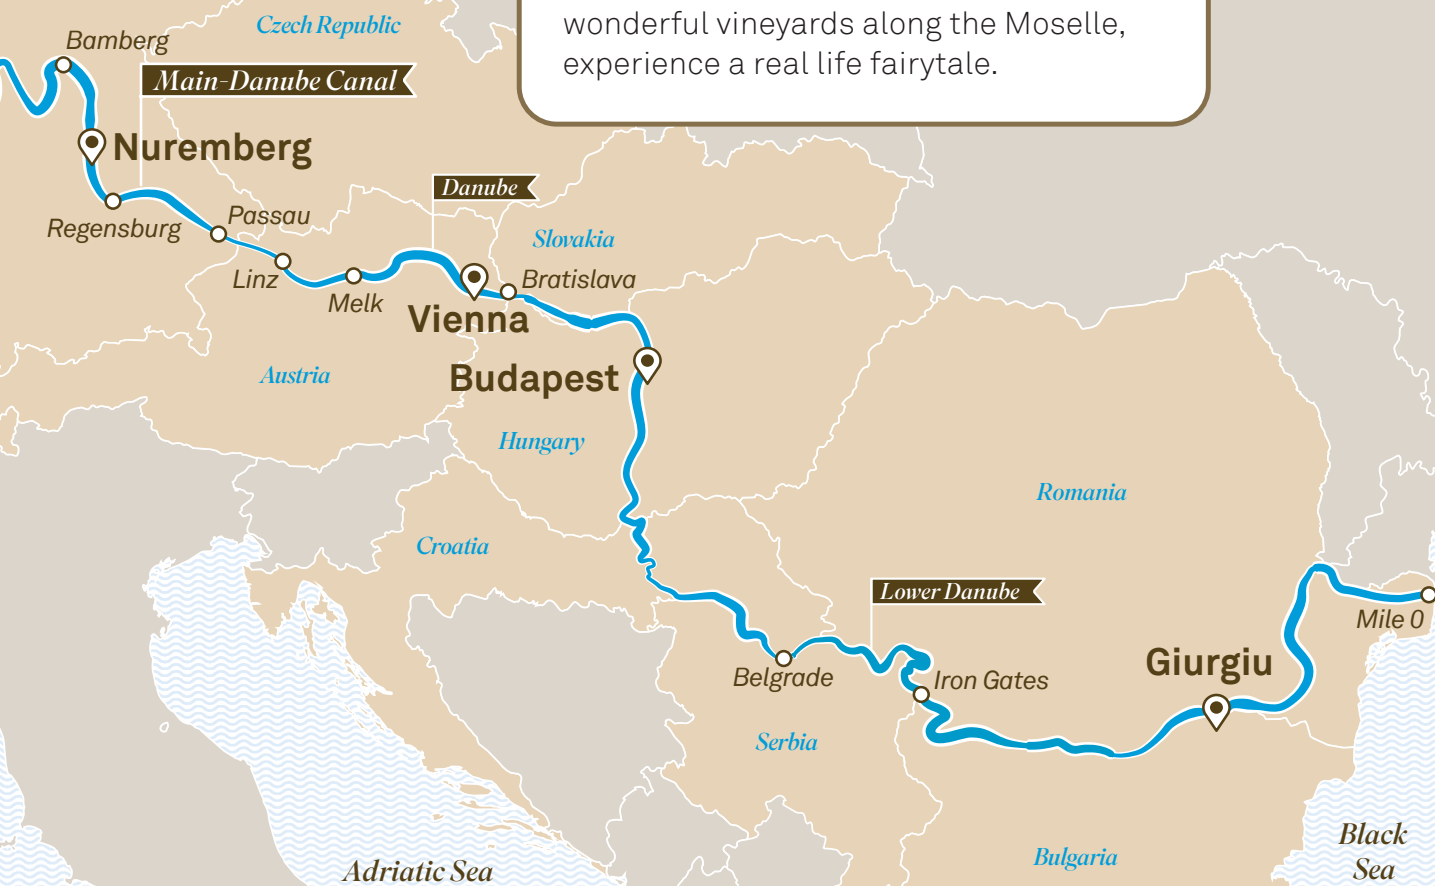 wonderful vineyards along the Moselle,
experience a real life fairytale.
Czech Republic
Bamberg
Main-Danube Canal
Nuremberg
Danube
Regensburg
Passau
Slovakia
Linz
Melk
Bratislava
Vienna
Austria
Budapest
Hungary
Romania
Croatia
Lower Danube
Mile 0
Giurgiu
Belgrade
Iron Gates
Serbia
Black
Sea
Bulgaria
Adriatic Sea